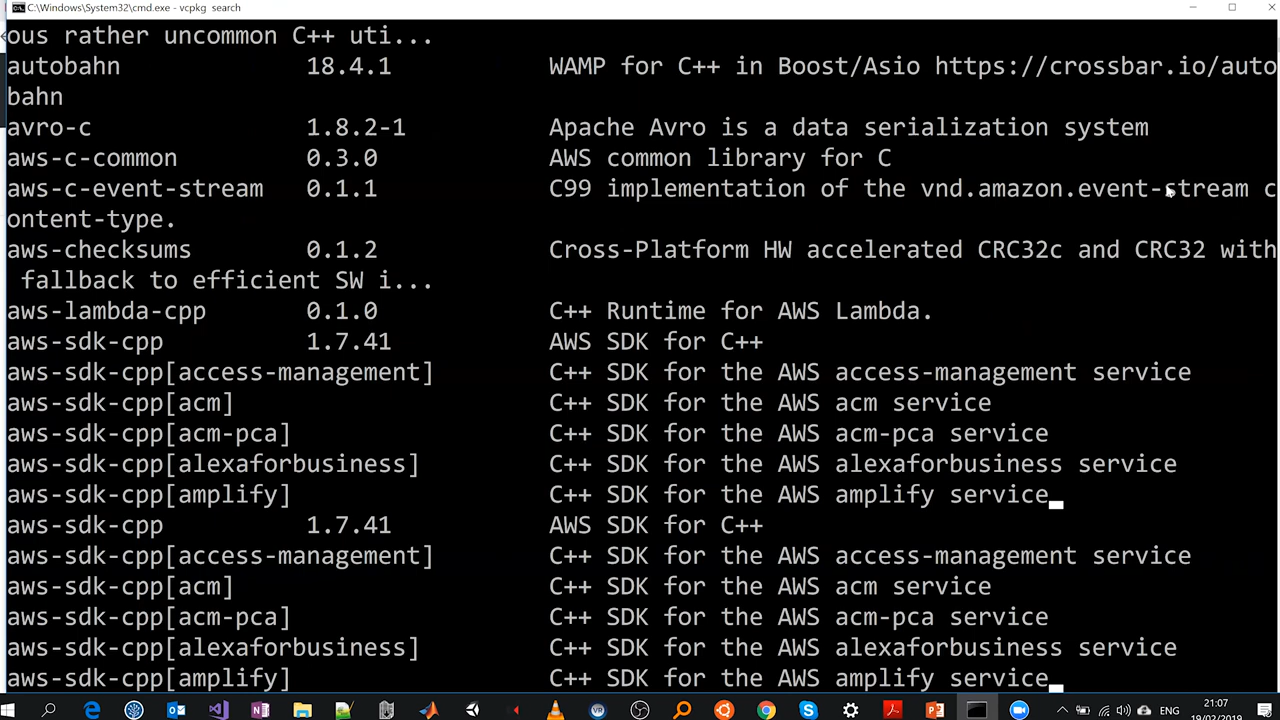 C:\Windows\System32\cmd.exe - vcpkg search
ous rather uncommon C++ uti...
autobahn 18.4.1 WAMP for C++ in Boost/Asio https://crossbar.io/auto
bahn
avro-c 1.8.2-1 Apache Avro is a data serialization system
aws-c-common 0.3.0 AWS common library for C
aws-c-event-stream 0.1.1 C99 implementation of the vnd.amazon.event-stream c
ontent-type.
aws-checksums 0.1.2 Cross-Platform HW accelerated CRC32c and CRC32 with
fallback to efficient SW i...
aws-lambda-cpp 0.1.0 C++ Runtime for AWS Lambda.
aws-sdk-cpp 1.7.41 AWS SDK for C++
aws-sdk-cpp[access-management] C++ SDK for the AWS access-management service
aws-sdk-cpp[acm] C++ SDK for the AWS acm service
aws-sdk-cpp[acm-pca] C++ SDK for the AWS acm-pca service
aws-sdk-cpp[alexaforbusiness] C++ SDK for the AWS alexaforbusiness service
aws-sdk-cpp[amplify] C++ SDK for the AWS amplify service
aws-sdk-cpp 1.7.41 AWS SDK for C++
aws-sdk-cpp[access-management] C++ SDK for the AWS access-management service
aws-sdk-cpp[acm] C++ SDK for the AWS acm service
aws-sdk-cpp[acm-pca] C++ SDK for the AWS acm-pca service
aws-sdk-cpp[alexaforbusiness] C++ SDK for the AWS alexaforbusiness service
aws-sdk-cpp[amplify] C++ SDK for the AWS amplify service
ENG
21:07
19/02/2019